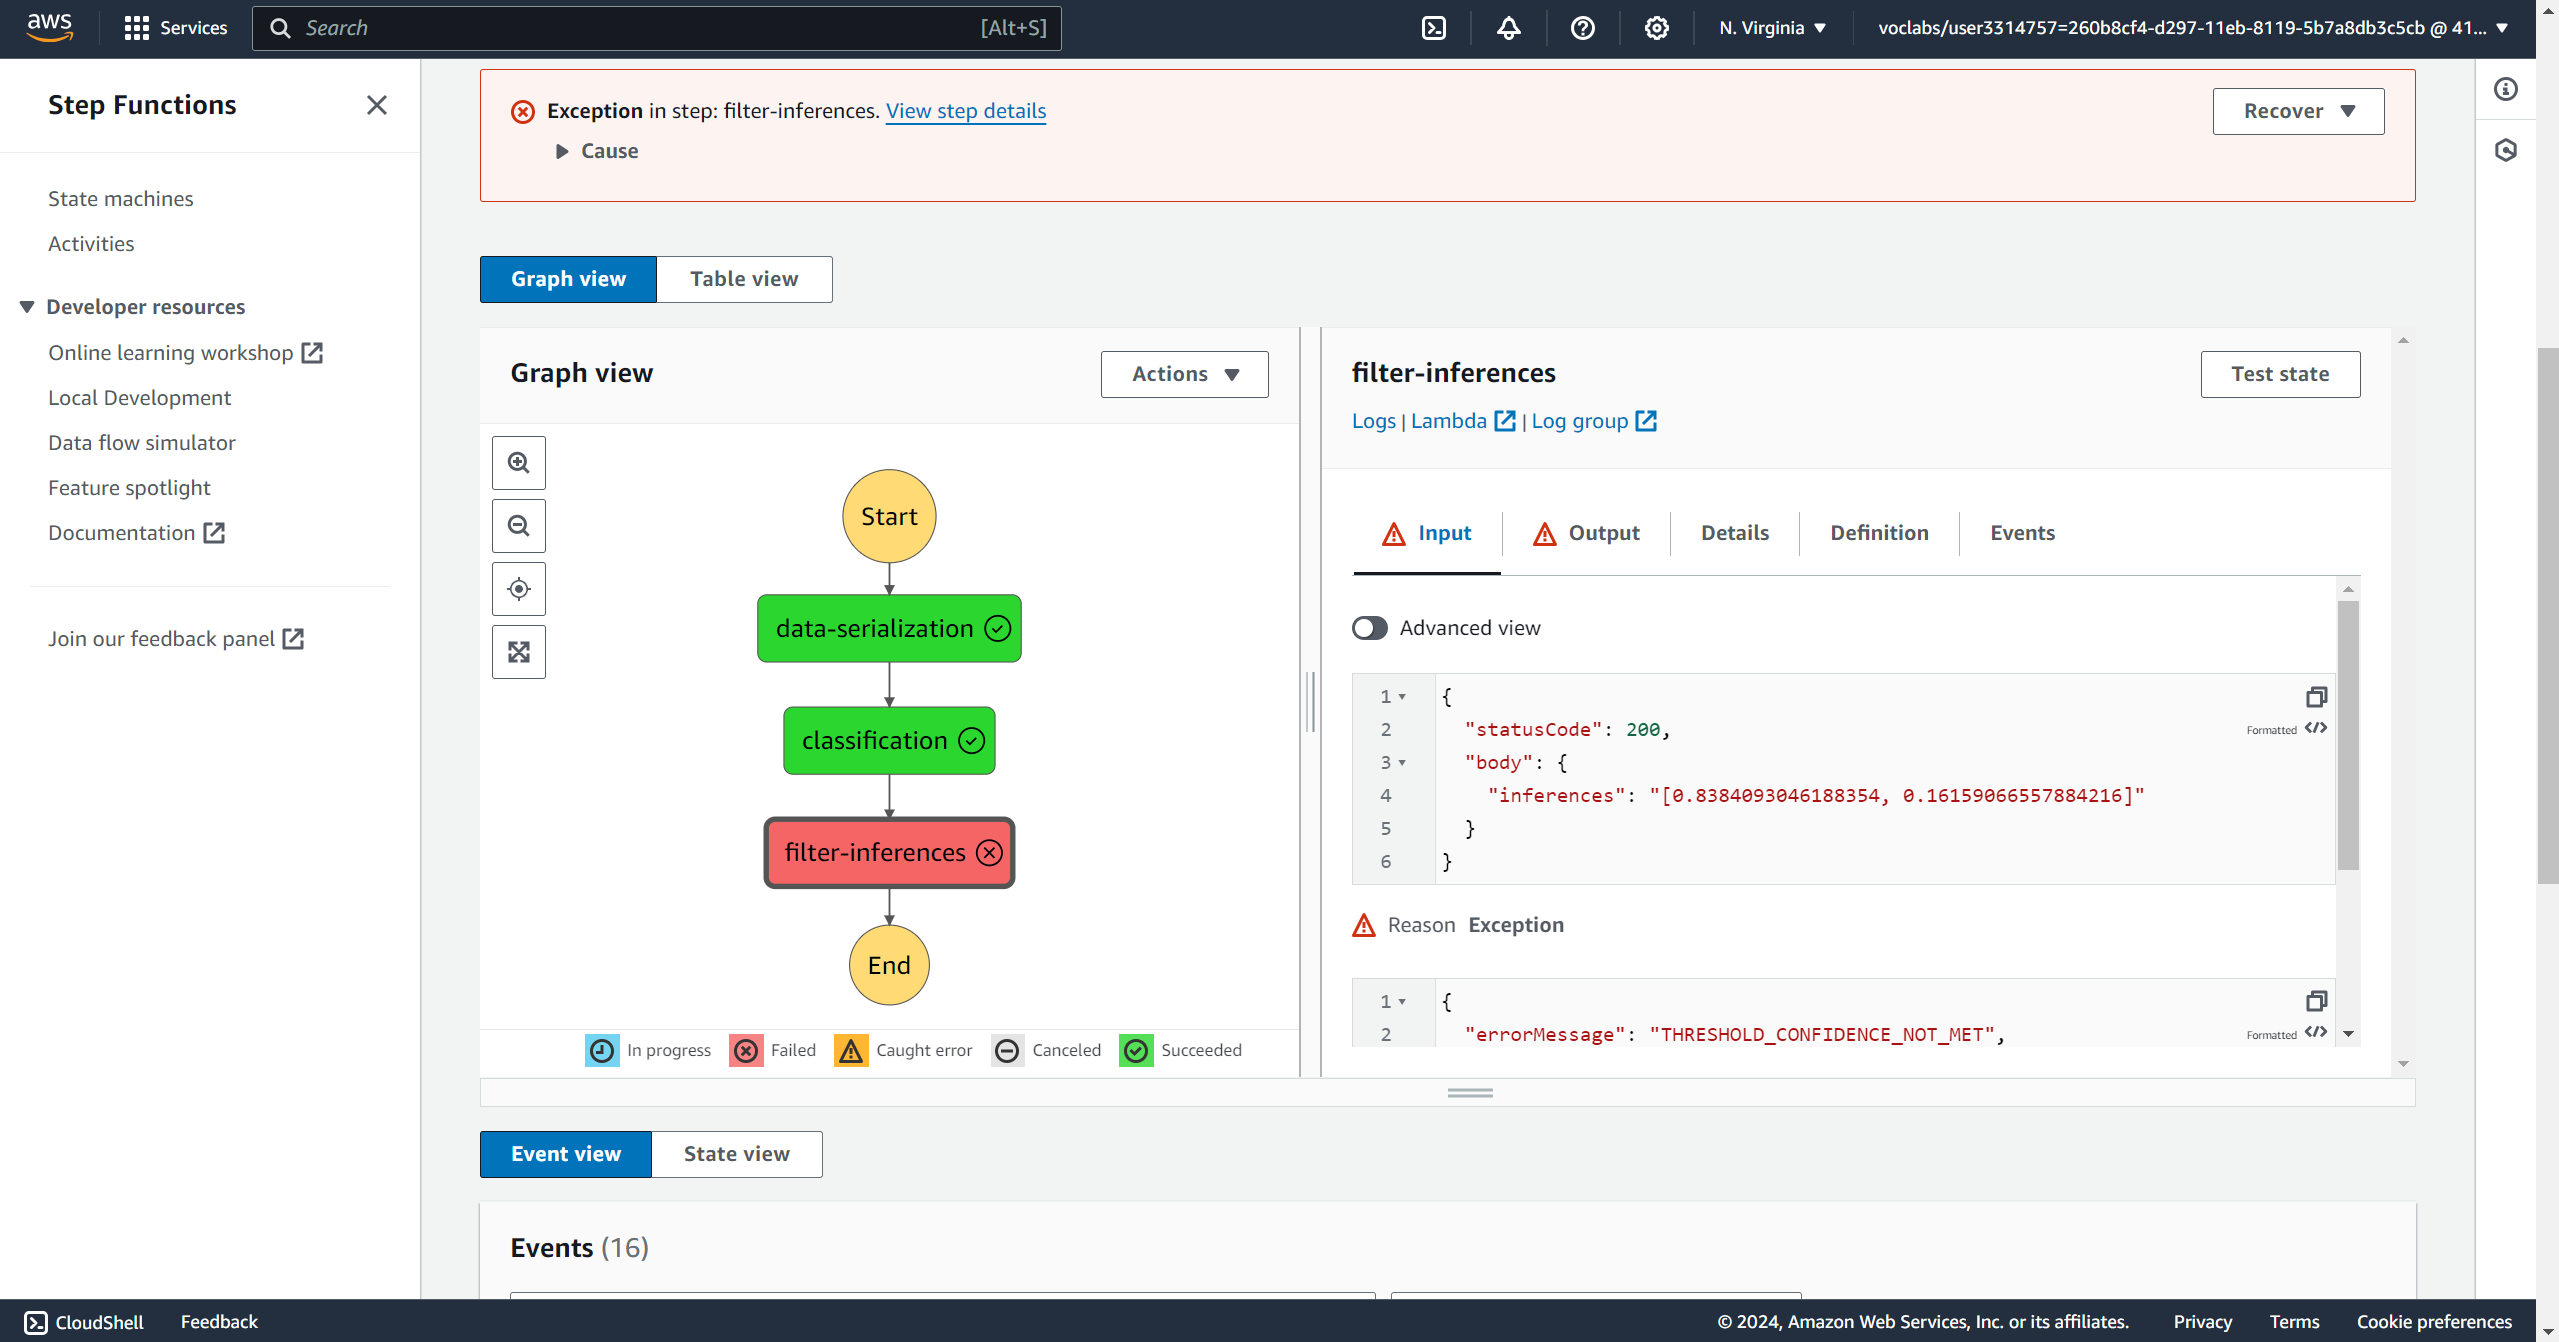 aws
Services
Search
[Alt+S]
N. Virginia
voclabs/user3314757=260b8cf4-d297-11eb-8119-5b7a8db3c5cb @ 41...
Step Functions
State machines
Activities
Developer resources
Online learning workshop
Local Development
Data flow simulator
Feature spotlight
Documentation
Join our feedback panel
Exception in step: filter-inferences. View step details
Cause
Recover
Graph view
Table view
Graph view
Actions
Start
data-serialization
classification
filter-inferences
End
In progress
Failed
Caught error
Canceled
Succeeded
filter-inferences
Test state
Logs | Lambda | Log group
Input
Output
Details
Definition
Events
Advanced view
1 {
2 "statusCode": 200,
Formatted
3 "body": {
4 "inferences": "[0.8384093046188354, 0.16159066557884216]"
5 }
6 }
Reason Exception
1 {
2 "errorMessage": "THRESHOLD_CONFIDENCE_NOT_MET",
Formatted
Event view
State view
Events (16)
CloudShell
Feedback
© 2024, Amazon Web Services, Inc. or its affiliates.
Privacy
Terms
Cookie preferences